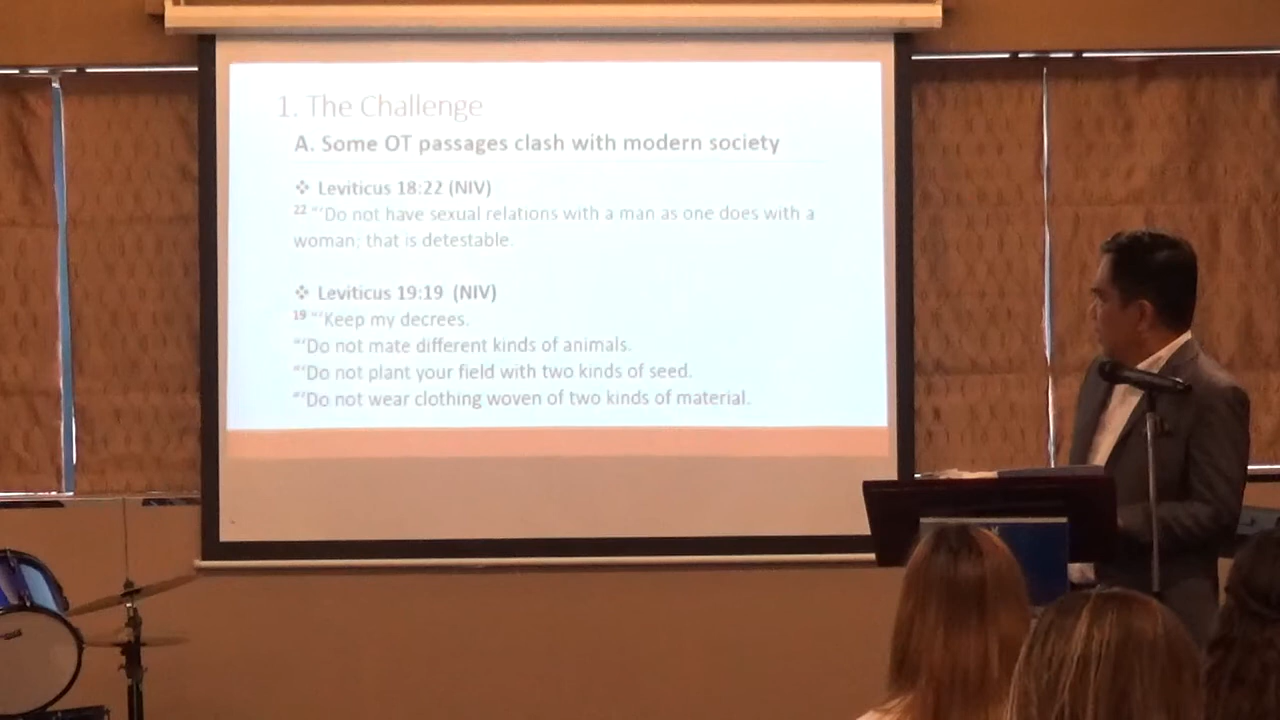 1. The Challenge
A. Some OT passages clash with modern society
❖ Leviticus 18:22 (NIV)
22 “‘Do not have sexual relations with a man as one does with a
woman; that is detestable.
❖ Leviticus 19:19 (NIV)
19 “‘Keep my decrees.
“‘Do not mate different kinds of animals.
“‘Do not plant your field with two kinds of seed.
“‘Do not wear clothing woven of two kinds of material.